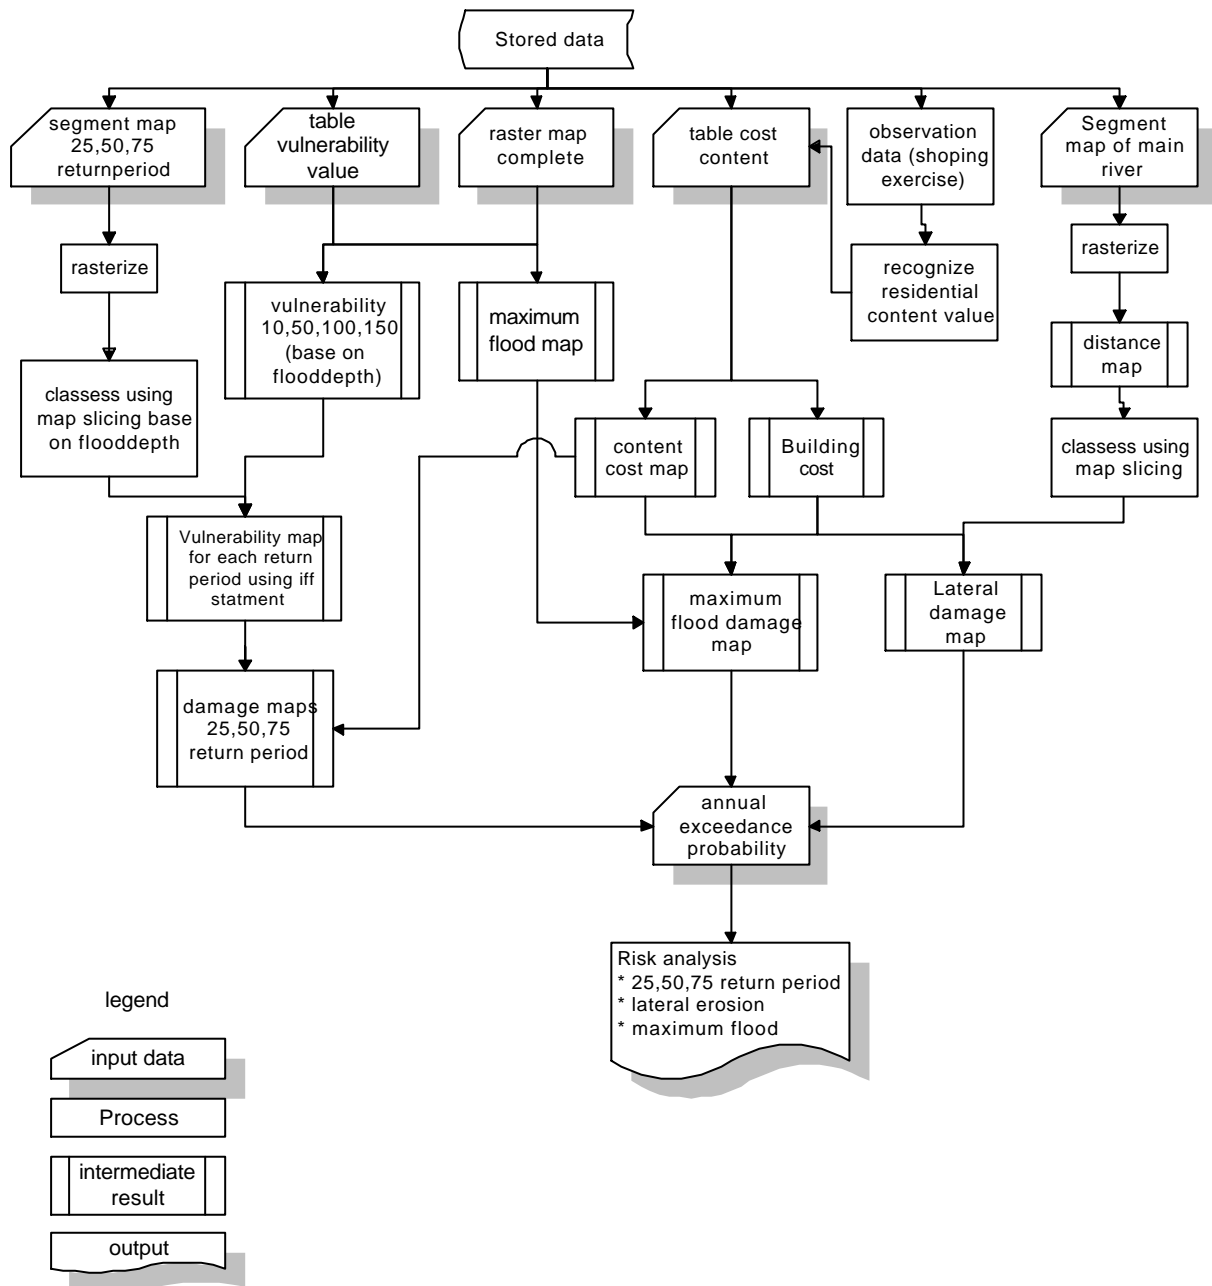 Stored data
segment map
25,50,75
returnperiod
table
vulnerability
value
raster map
complete
table cost
content
observation
data (shoping
exercise)
Segment
map of main
river
rasterize
rasterize
recognize
residential
content value
vulnerability
10,50,100,150
(base on
flooddepth)
maximum
flood map
distance
map
classess using
map slicing base
on flooddepth
content
cost map
Building
cost
classess using
map slicing
Vulnerability map
for each return
period using iff
statment
maximum
flood damage
map
Lateral
damage
map
damage maps
25,50,75
return period
annual
exceedance
probability
Risk analysis
* 25,50,75 return period
* lateral erosion
* maximum flood
legend
input data
Process
intermediate
result
output